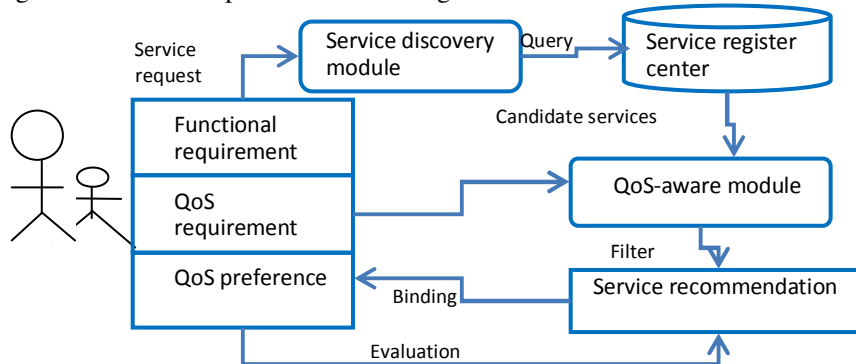 Service
request
Service discovery
module
Query
Service register
center
Functional
requirement
Candidate services
QoS
requirement
QoS-aware module
QoS preference
Filter
Binding
Service recommendation
Evaluation